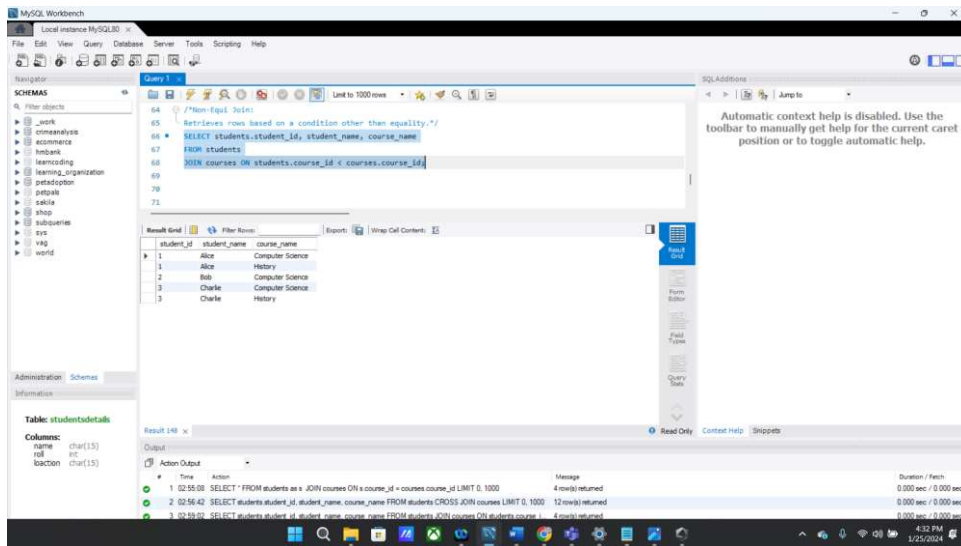 MySQL Workbench
Local instance MySQL80
File Edit View Query Database Server Tools Scripting Help
Navigator
SCHEMAS
Filter objects
_work
crimeanalysis
ecommerce
hmbank
learncoding
learning_organization
petadoption
petpals
sakila
shop
subqueries
sys
vag
world
Administration Schemas
Information
Table: studentsdetails
Columns:
name char(15)
roll int
loaction char(15)
Query 1
Limit to 1000 rows
64 /*Non-Equi Join:
65 Retrieves rows based on a condition other than equality.*/
66 SELECT students.student_id, student_name, course_name
67 FROM students
68 JOIN courses ON students.course_id < courses.course_id;
69
70
71
Result Grid Filter Rows: Export: Wrap Cell Content:
student_id student_name course_name
1 Alice Computer Science
1 Alice History
2 Bob Computer Science
3 Charlie Computer Science
3 Charlie History
Result Grid
Form Editor
Field Types
Query Stats
Result 148
Read Only
SQLAdditions
Jump to
Automatic context help is disabled. Use the
toolbar to manually get help for the current caret
position or to toggle automatic help.
Context Help Snippets
Output
Action Output
# Time Action Message Duration / Fetch
1 02:55:08 SELECT * FROM students as s JOIN courses ON s.course_id = courses.course_id LIMIT 0, 1000 4 row(s) returned 0.000 sec / 0.000 sec
2 02:56:42 SELECT students.student_id, student_name, course_name FROM students CROSS JOIN courses LIMIT 0, 1000 12 row(s) returned 0.000 sec / 0.000 sec
3 02:59:02 SELECT students.student_id, student_name, course_name FROM students JOIN courses ON students.course_i... 4 row(s) returned 0.000 sec / 0.000 sec
4:32 PM
1/25/2024